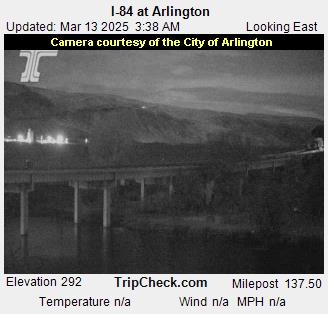 I-84 at Arlington
Updated: Mar 13 2025 3:38 AM Looking East
Camera courtesy of the City of Arlington
Elevation 292 TripCheck.com Milepost 137.50
Temperature n/a Wind n/a MPH n/a